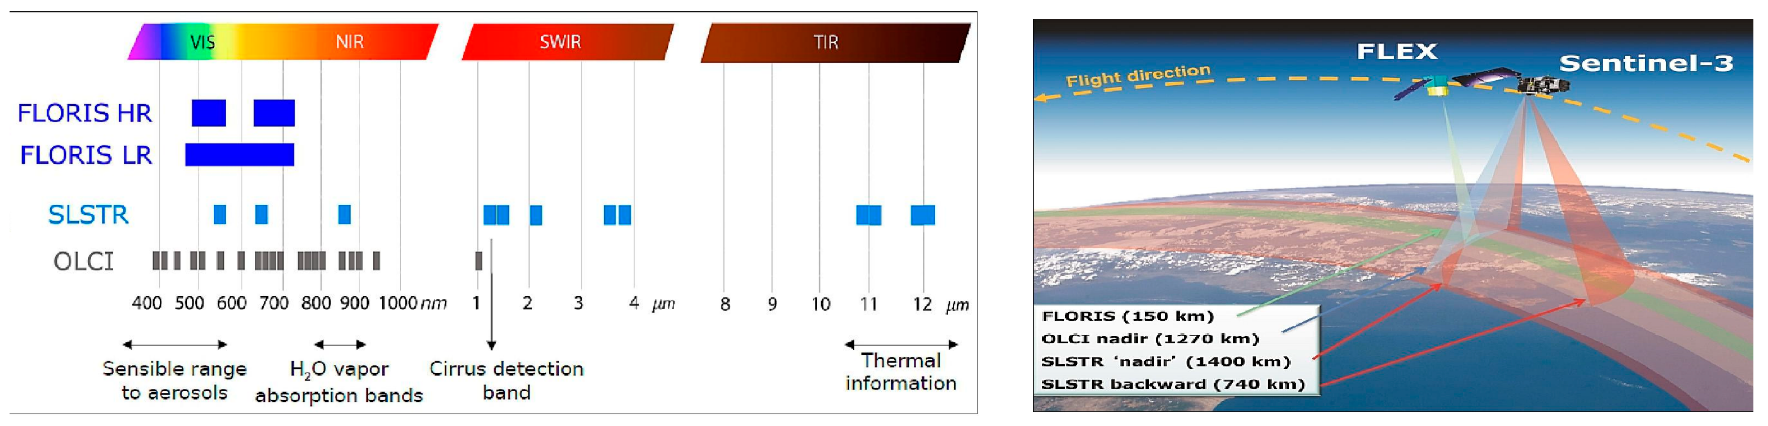 VIS NIR SWIR TIR
FLORIS HR
FLORIS LR
SLSTR
OLCI
400 500 600 700 800 900 1000 nm 1 2 3 4 µm 8 9 10 11 12 µm
Sensible range
to aerosols
H₂O vapor
absorption bands
Cirrus detection
band
Thermal
information
FLEX
Sentinel-3
Flight direction
FLORIS (150 km)
OLCI nadir (1270 km)
SLSTR ‘nadir’ (1400 km)
SLSTR backward (740 km)